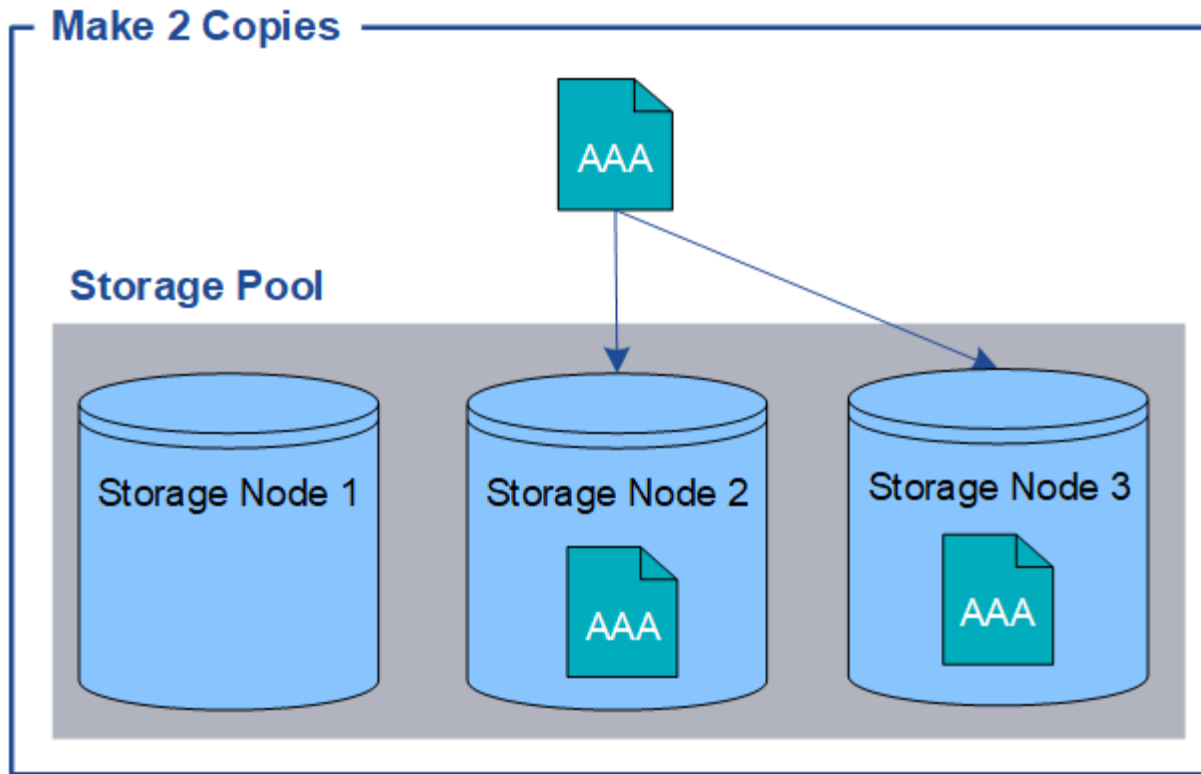 Make 2 Copies
AAA
Storage Pool
Storage Node 1
Storage Node 2
Storage Node 3
AAA
AAA